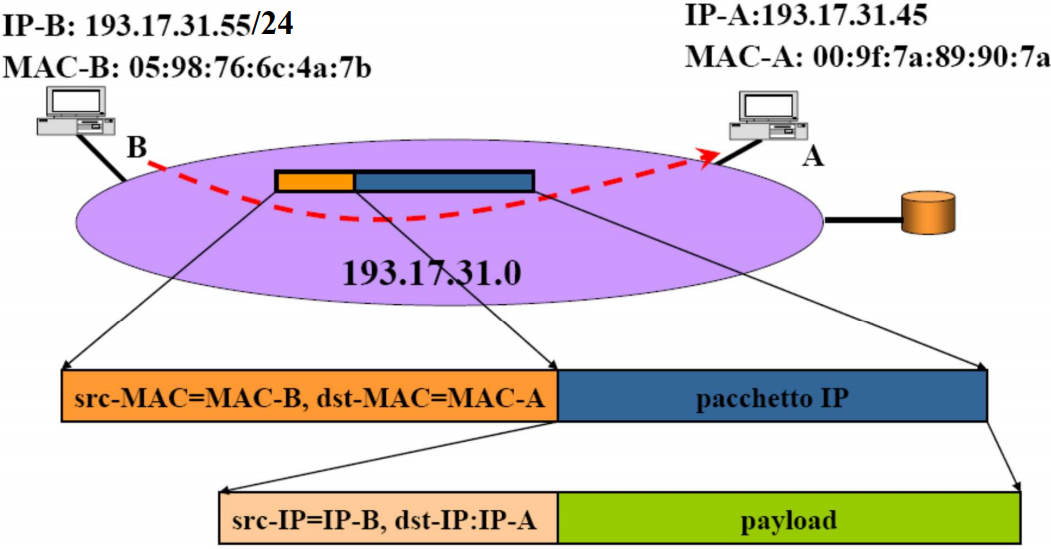 IP-B: 193.17.31.55/24
MAC-B: 05:98:76:6c:4a:7b
IP-A:193.17.31.45
MAC-A: 00:9f:7a:89:90:7a
B
A
193.17.31.0
src-MAC=MAC-B, dst-MAC=MAC-A
pacchetto IP
src-IP=IP-B, dst-IP:IP-A
payload